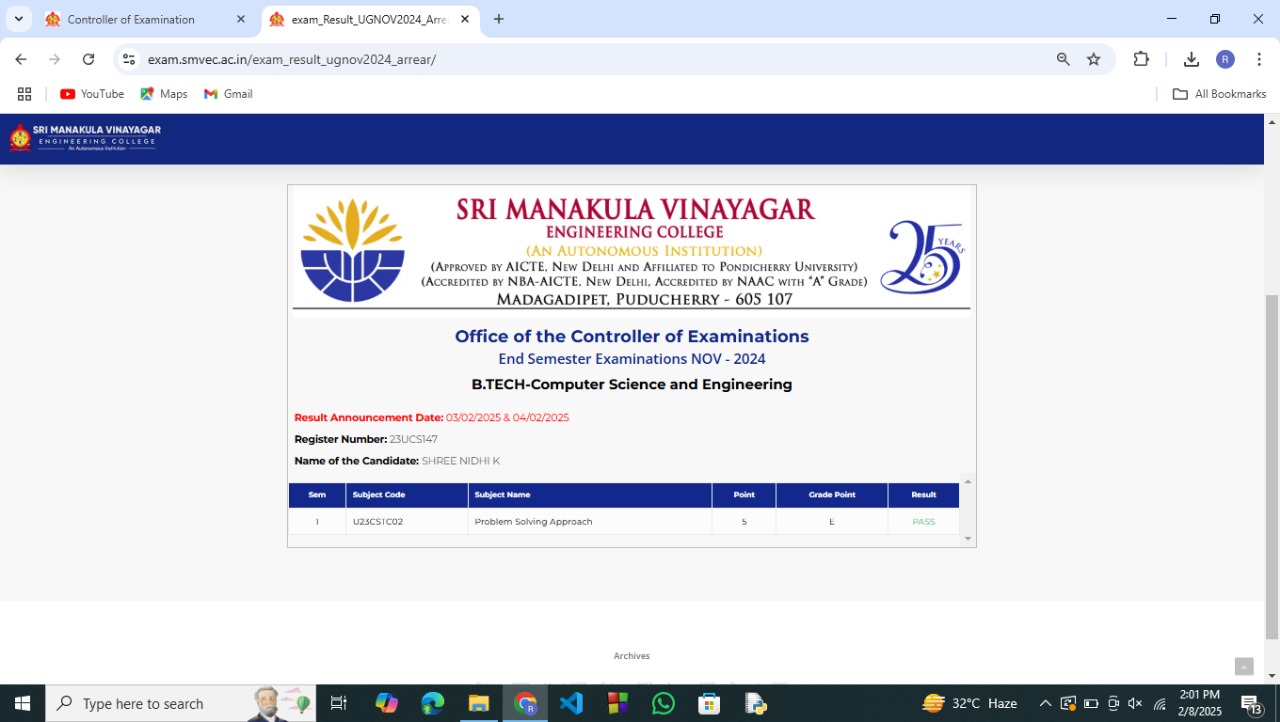 Controller of Examination
exam_Result_UGNOV2024_Arre
exam.smvec.ac.in/exam_result_ugnov2024_arrear/
R
YouTube
Maps
Gmail
All Bookmarks
SRI MANAKULA VINAYAGAR
ENGINEERING COLLEGE
An Autonomous Institution
SRI MANAKULA VINAYAGAR
ENGINEERING COLLEGE
(AN AUTONOMOUS INSTITUTION)
(APPROVED BY AICTE, NEW DELHI AND AFFILIATED TO PONDICHERRY UNIVERSITY)
(ACCREDITED BY NBA-AICTE, NEW DELHI, ACCREDITED BY NAAC WITH "A" GRADE)
MADAGADIPET, PUDUCHERRY - 605 107
25 YEARS
Office of the Controller of Examinations
End Semester Examinations NOV - 2024
B.TECH-Computer Science and Engineering
Result Announcement Date: 03/02/2025 & 04/02/2025
Register Number: 23UCS147
Name of the Candidate: SHREE NIDHI K
Sem Subject Code Subject Name Point Grade Point Result
1 U23CSTC02 Problem Solving Approach 5 E PASS
Archives
Type here to search
32°C Haze
2:01 PM
2/8/2025
13